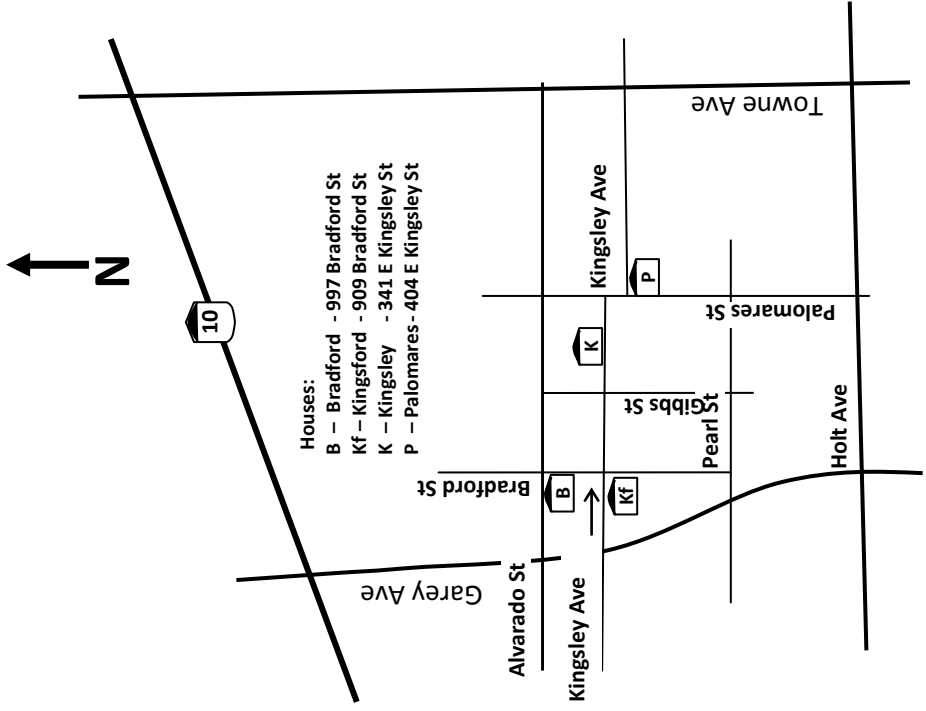 N
10
Houses:
B – Bradford - 997 Bradford St
Kf – Kingsford - 909 Bradford St
K – Kingsley - 341 E Kingsley St
P – Palomares - 404 E Kingsley St
Towne Ave
Kingsley Ave
P
Palomares St
K
Gibbs St
Pearl St
Holt Ave
Bradford St
B
Kf
Garey Ave
Alvarado St
Kingsley Ave